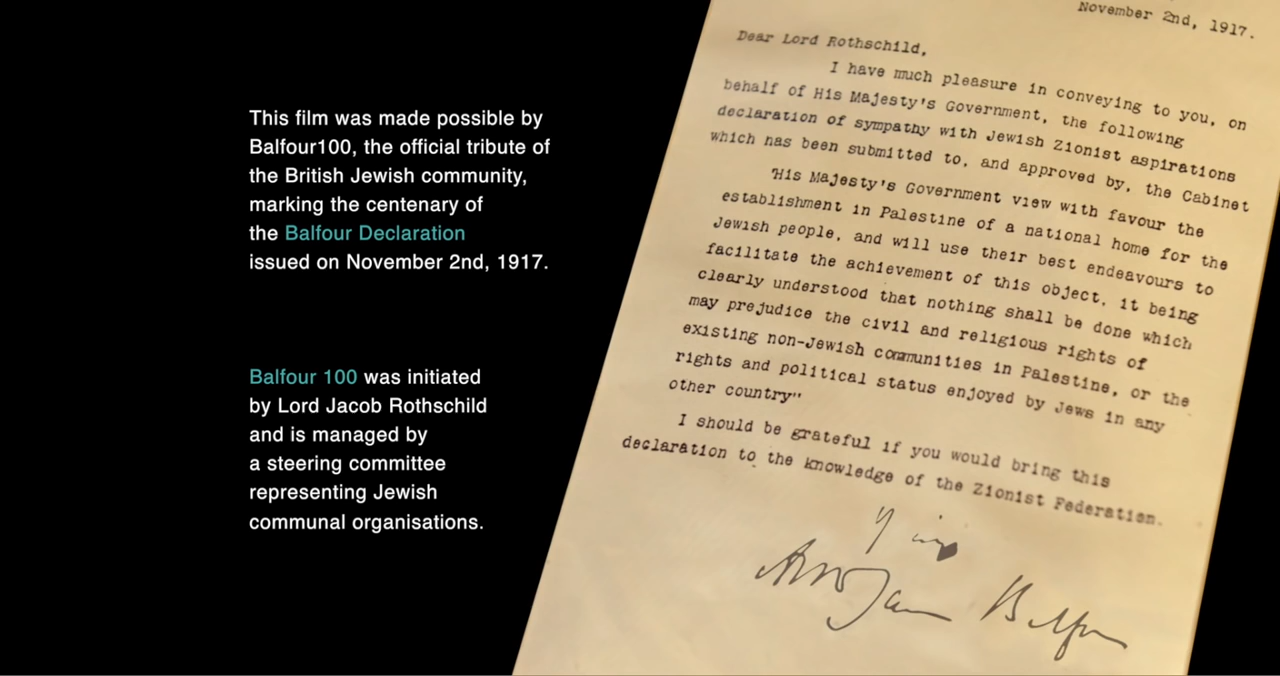 This film was made possible by
Balfour100, the official tribute of
the British Jewish community,
marking the centenary of
the Balfour Declaration
issued on November 2nd, 1917.
Balfour 100 was initiated
by Lord Jacob Rothschild
and is managed by
a steering committee
representing Jewish
communal organisations.
November 2nd, 1917.
Dear Lord Rothschild,
I have much pleasure in conveying to you, on
behalf of His Majesty's Government, the following
declaration of sympathy with Jewish Zionist aspirations
which has been submitted to, and approved by, the Cabinet
'His Majesty's Government view with favour the
establishment in Palestine of a national home for the
Jewish people, and will use their best endeavours to
facilitate the achievement of this object, it being
clearly understood that nothing shall be done which
may prejudice the civil and religious rights of
existing non-Jewish communities in Palestine, or the
rights and political status enjoyed by Jews in any
other country"
I should be grateful if you would bring this
declaration to the knowledge of the Zionist Federation.
Balfour